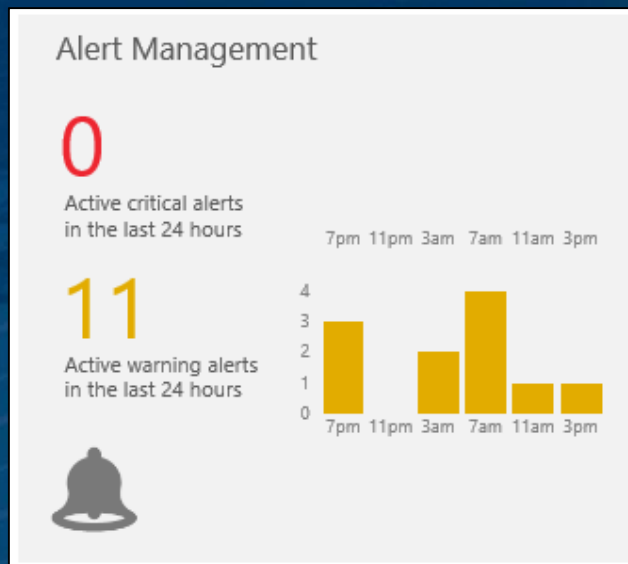 Alert Management
0
Active critical alerts
in the last 24 hours
7pm 11pm 3am 7am 11am 3pm
11
Active warning alerts
in the last 24 hours
4
3
2
1
0
7pm 11pm 3am 7am 11am 3pm